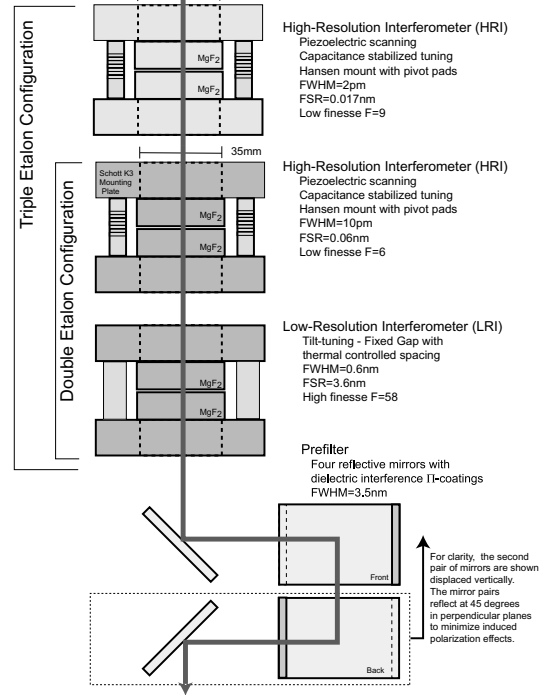 Triple Etalon Configuration
High-Resolution Interferometer (HRI)
Piezoelectric scanning
Capacitance stabilized tuning
Hansen mount with pivot pads
FWHM=2pm
FSR=0.017nm
Low finesse F=9
MgF2
MgF2
35mm
Double Etalon Configuration
Schott K3
Mounting
Plate
High-Resolution Interferometer (HRI)
Piezoelectric scanning
Capacitance stabilized tuning
Hansen mount with pivot pads
FWHM=10pm
FSR=0.06nm
Low finesse F=6
MgF2
MgF2
Low-Resolution Interferometer (LRI)
Tilt-tuning - Fixed Gap with
thermal controlled spacing
FWHM=0.6nm
FSR=3.6nm
High finesse F=58
MgF2
MgF2
Prefilter
Four reflective mirrors with
dielectric interference Π-coatings
FWHM=3.5nm
Front
For clarity, the second
pair of mirrors are shown
displaced vertically.
The mirror pairs
reflect at 45 degrees
in perpendicular planes
to minimize induced
polarization effects.
Back